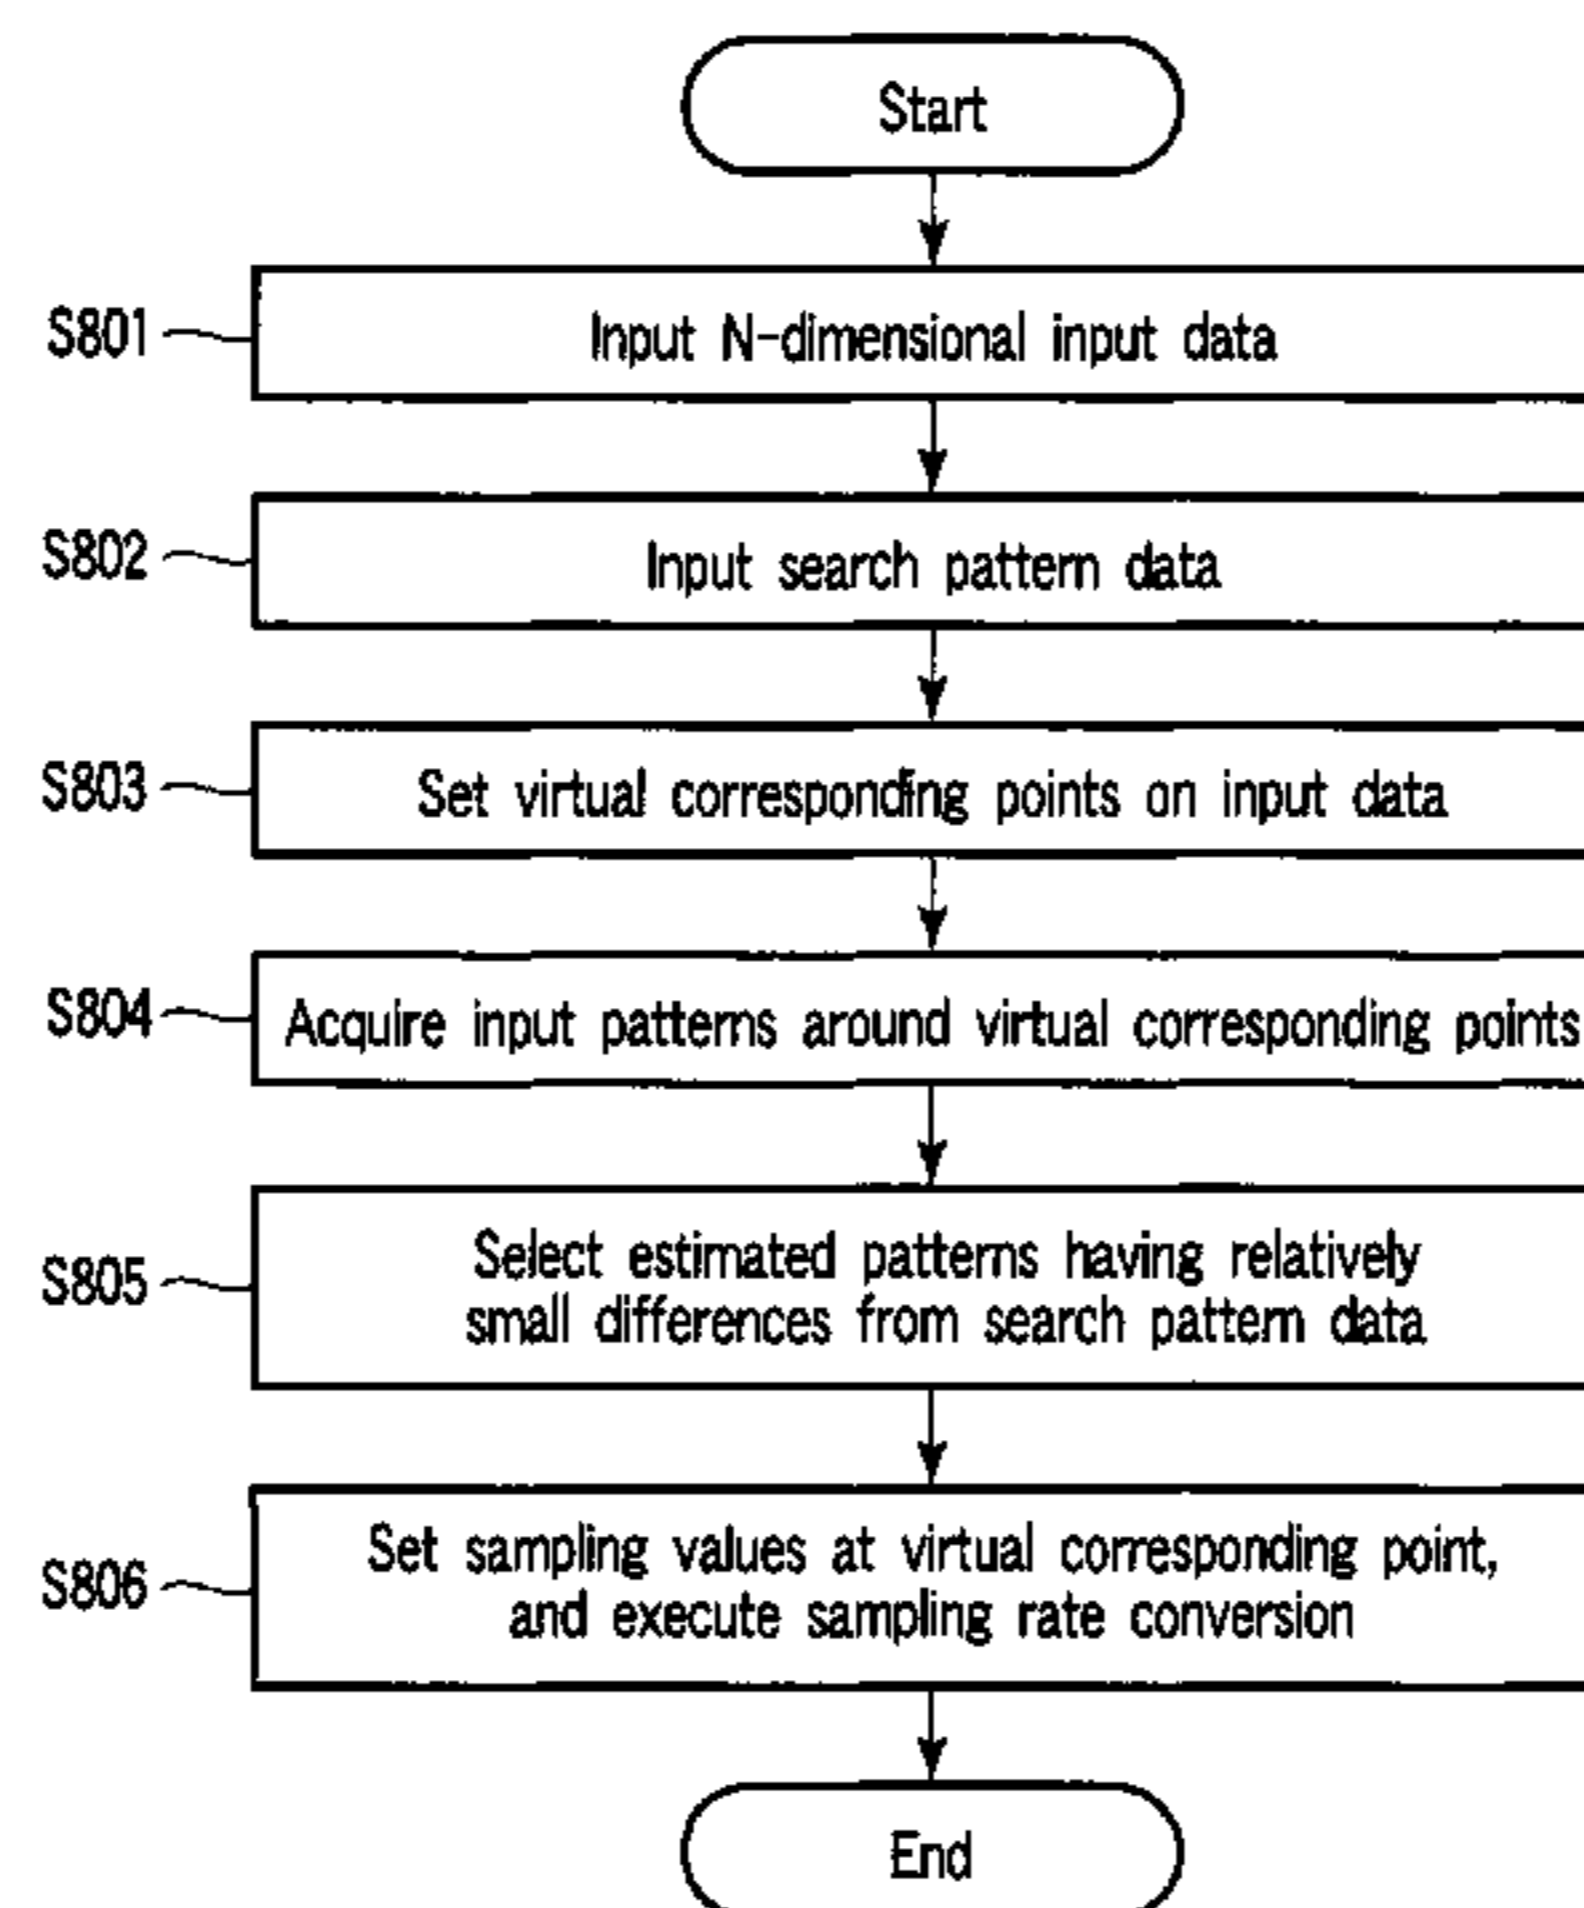 Start
S801
Input N-dimensional input data
S802
Input search pattern data
S803
Set virtual corresponding points on input data
S804
Acquire input patterns around virtual corresponding points
S805
Select estimated patterns having relatively
small differences from search pattern data
S806
Set sampling values at virtual corresponding point,
and execute sampling rate conversion
End